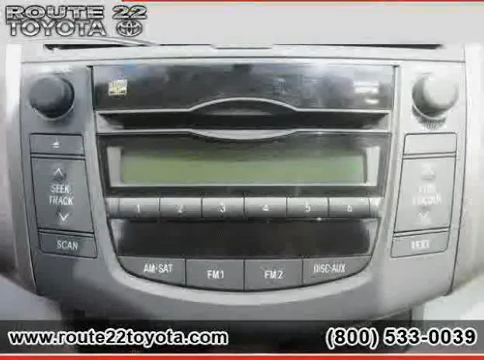 ROUTE 22
TOYOTA
SEEK
TRACK
1 2 3 4 5 6
TYPE
SCAN
TEXT
AM·SAT FM1 FM2 DISC·AUX
www.route22toyota.com (800) 533-0039